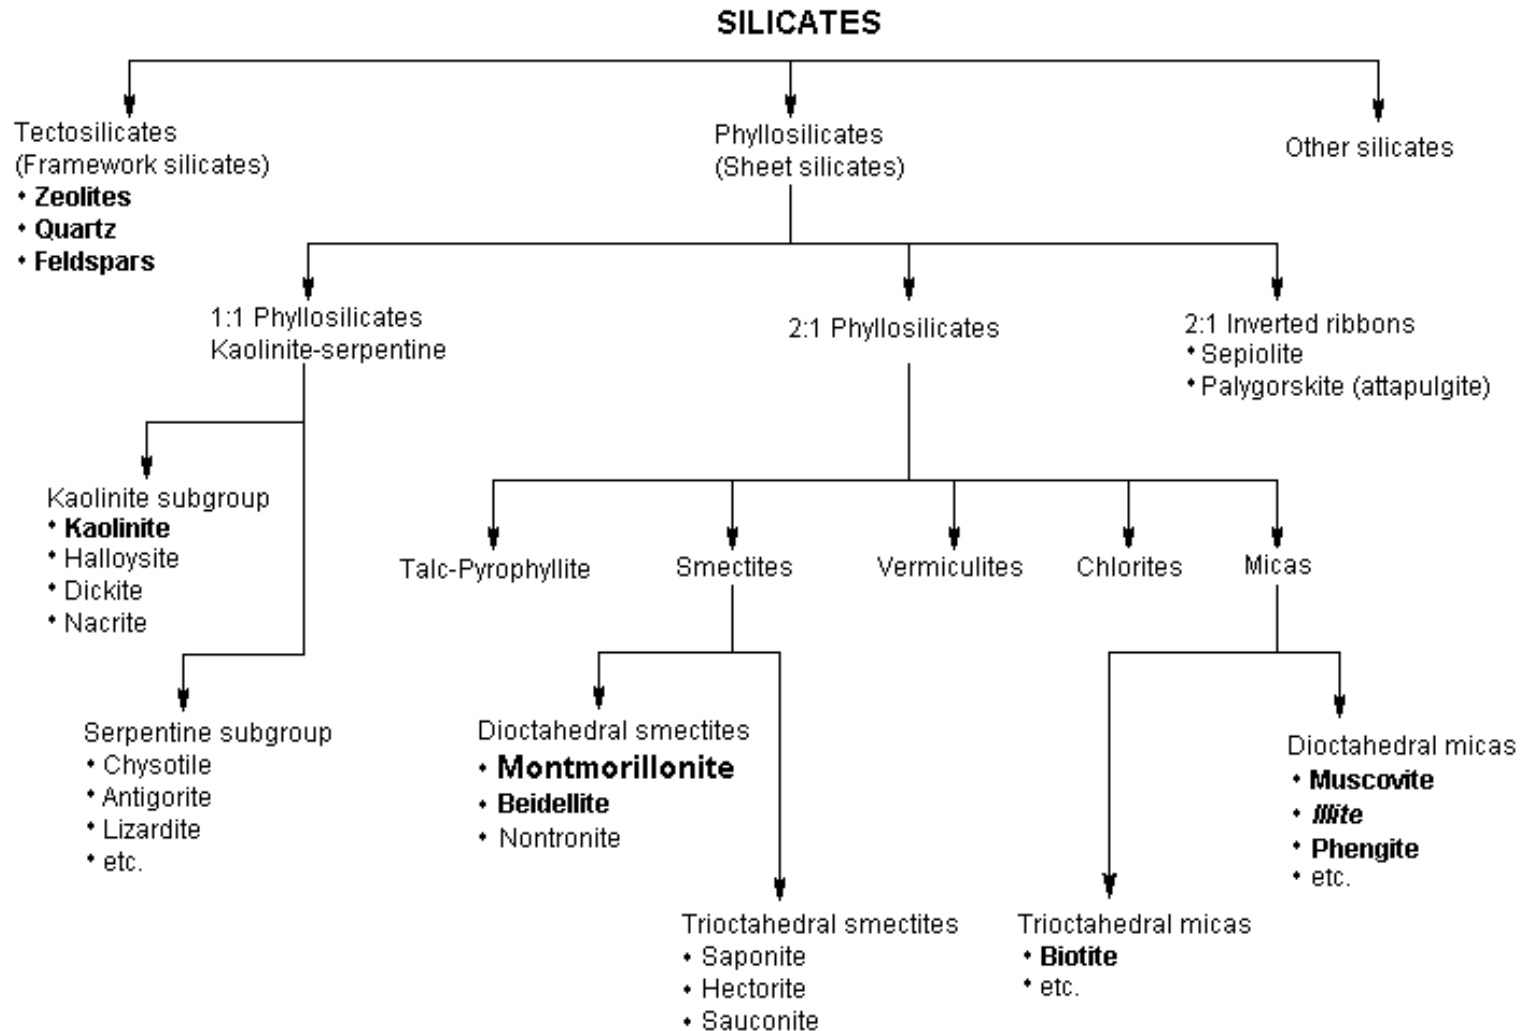 SILICATES
Tectosilicates
(Framework silicates)
• Zeolites
• Quartz
• Feldspars
Phyllosilicates
(Sheet silicates)
Other silicates
1:1 Phyllosilicates
Kaolinite-serpentine
2:1 Phyllosilicates
2:1 Inverted ribbons
• Sepiolite
• Palygorskite (attapulgite)
Kaolinite subgroup
• Kaolinite
• Halloysite
• Dickite
• Nacrite
Talc-Pyrophyllite
Smectites
Vermiculites
Chlorites
Micas
Serpentine subgroup
• Chysotile
• Antigorite
• Lizardite
• etc.
Dioctahedral smectites
• Montmorillonite
• Beidellite
• Nontronite
Dioctahedral micas
• Muscovite
• Illite
• Phengite
• etc.
Trioctahedral smectites
• Saponite
• Hectorite
• Sauconite
Trioctahedral micas
• Biotite
• etc.